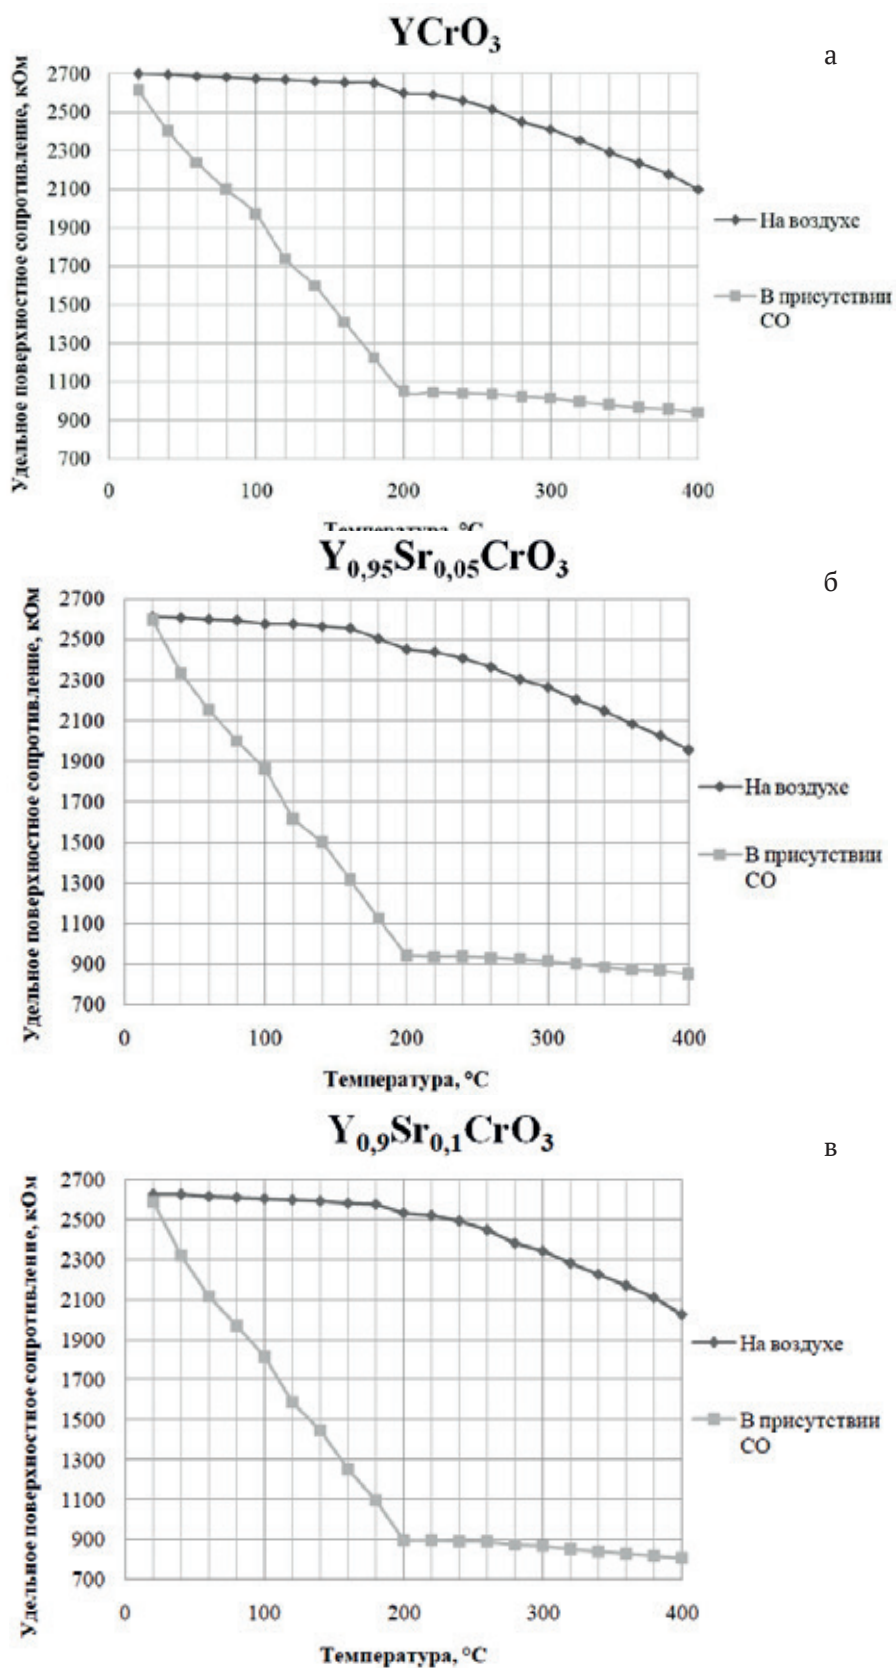 YCrO₃
а
Удельное поверхностное сопротивление, кОм
2700
2500
2300
2100
1900
1700
1500
1300
1100
900
700
0 100 200 300 400
Температура, °С
На воздухе
В присутствии
СО
Y₀,₉₅Sr₀,₀₅CrO₃
б
Удельное поверхностное сопротивление, кОм
2700
2500
2300
2100
1900
1700
1500
1300
1100
900
700
0 100 200 300 400
Температура, °С
На воздухе
В присутствии
СО
Y₀,₉Sr₀,₁CrO₃
в
Удельное поверхностное сопротивление, кОм
2700
2500
2300
2100
1900
1700
1500
1300
1100
900
700
0 100 200 300 400
Температура, °С
На воздухе
В присутствии
СО